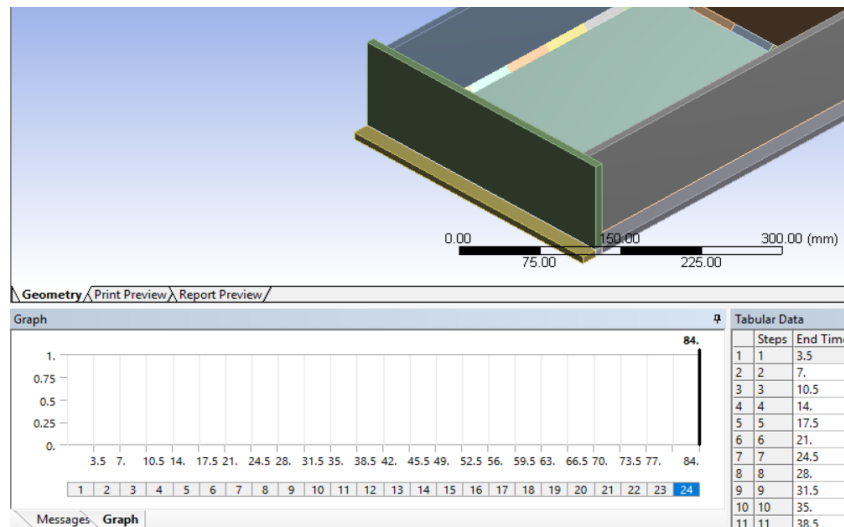 0.00 150.00 300.00 (mm)
75.00 225.00
Geometry Print Preview Report Preview
Graph
84.
1.
0.75
0.5
0.25
0.
3.5 7. 10.5 14. 17.5 21. 24.5 28. 31.5 35. 38.5 42. 45.5 49. 52.5 56. 59.5 63. 66.5 70. 73.5 77. 84.
1 2 3 4 5 6 7 8 9 10 11 12 13 14 15 16 17 18 19 20 21 22 23 24
Messages Graph
Tabular Data
Steps End Time
1 1 3.5
2 2 7.
3 3 10.5
4 4 14.
5 5 17.5
6 6 21.
7 7 24.5
8 8 28.
9 9 31.5
10 10 35.
11 11 38.5